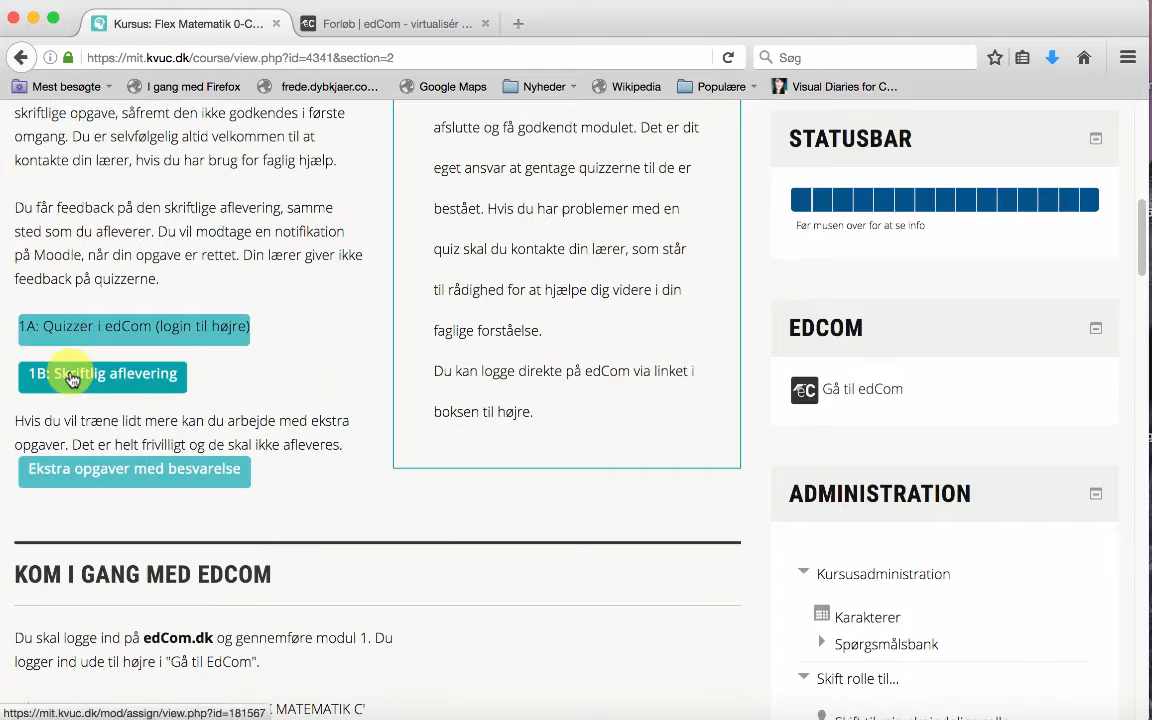 Kursus: Flex Matematik 0-C...
Forløb | edCom - virtualisér ...
https://mit.kvuc.dk/course/view.php?id=4341&section=2
Søg
Mest besøgte
I gang med Firefox
frede.dybkjaer.co...
Google Maps
Nyheder
Wikipedia
Populære
Visual Diaries for C...
skriftlige opgave, såfremt den ikke godkendes i første
omgang. Du er selvfølgelig altid velkommen til at
kontakte din lærer, hvis du har brug for faglig hjælp.
Du får feedback på den skriftlige aflevering, samme
sted som du afleverer. Du vil modtage en notifikation
på Moodle, når din opgave er rettet. Din lærer giver ikke
feedback på quizzerne.
1A: Quizzer i edCom (login til højre)
1B: Skriftlig aflevering
Hvis du vil træne lidt mere kan du arbejde med ekstra
opgaver. Det er helt frivilligt og de skal ikke afleveres.
Ekstra opgaver med besvarelse
afslutte og få godkendt modulet. Det er dit
eget ansvar at gentage quizzerne til de er
bestået. Hvis du har problemer med en
quiz skal du kontakte din lærer, som står
til rådighed for at hjælpe dig videre i din
faglige forståelse.
Du kan logge direkte på edCom via linket i
boksen til højre.
STATUSBAR
Før musen over for at se info
EDCOM
eC Gå til edCom
ADMINISTRATION
Kursusadministration
Karakterer
Spørgsmålsbank
Skift rolle til...
KOM I GANG MED EDCOM
Du skal logge ind på edCom.dk og gennemføre modul 1. Du
logger ind ude til højre i "Gå til EdCom".
MATEMATIK C'
https://mit.kvuc.dk/mod/assign/view.php?id=181567